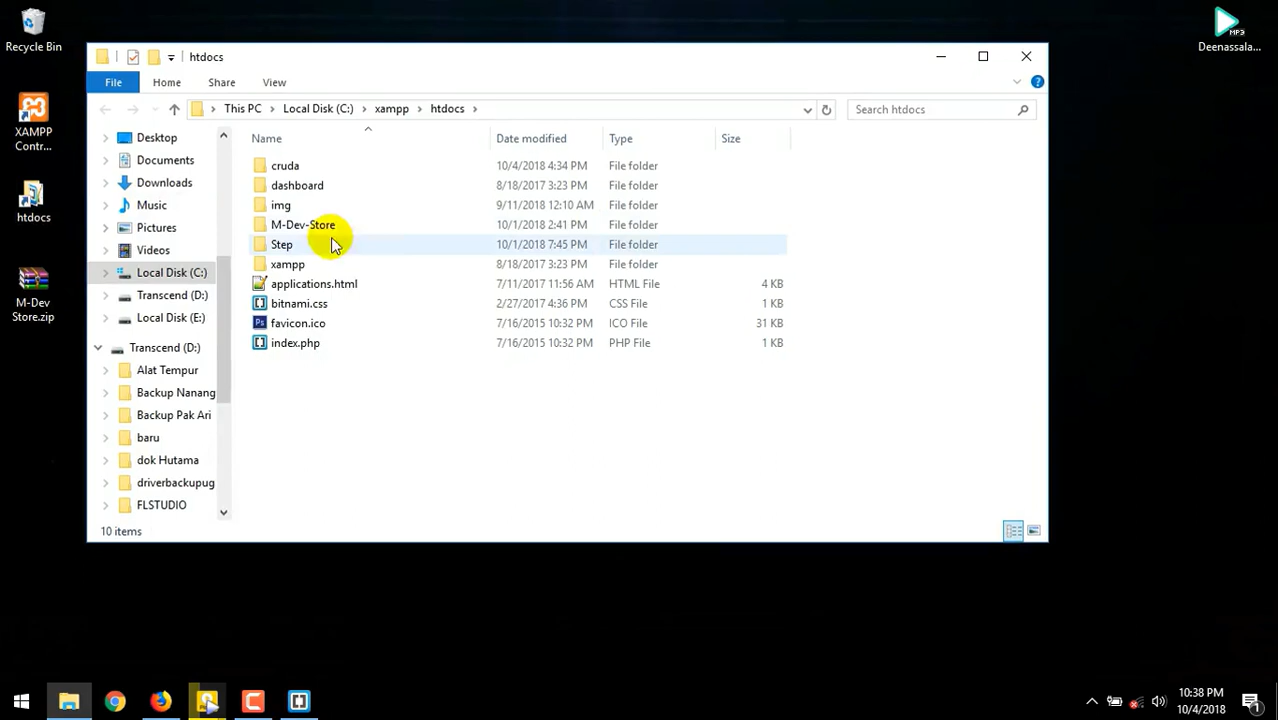 Recycle Bin
XAMPP
Contr...
htdocs
M-Dev
Store.zip
MP3
Deenassala...
htdocs
File
Home
Share
View
This PC
Local Disk (C:)
xampp
htdocs
Search htdocs
Desktop
Documents
Downloads
Music
Pictures
Videos
Local Disk (C:)
Transcend (D:)
Local Disk (E:)
Transcend (D:)
Alat Tempur
Backup Nanang
Backup Pak Ari
baru
dok Hutama
driverbackupug
FLSTUDIO
Name Date modified Type Size
cruda 10/4/2018 4:34 PM File folder
dashboard 8/18/2017 3:23 PM File folder
img 9/11/2018 12:10 AM File folder
M-Dev-Store 10/1/2018 2:41 PM File folder
Step 10/1/2018 7:45 PM File folder
xampp 8/18/2017 3:23 PM File folder
applications.html 7/11/2017 11:56 AM HTML File 4 KB
bitnami.css 2/27/2017 4:36 PM CSS File 1 KB
favicon.ico 7/16/2015 10:32 PM ICO File 31 KB
index.php 7/16/2015 10:32 PM PHP File 1 KB
10 items
10:38 PM
10/4/2018